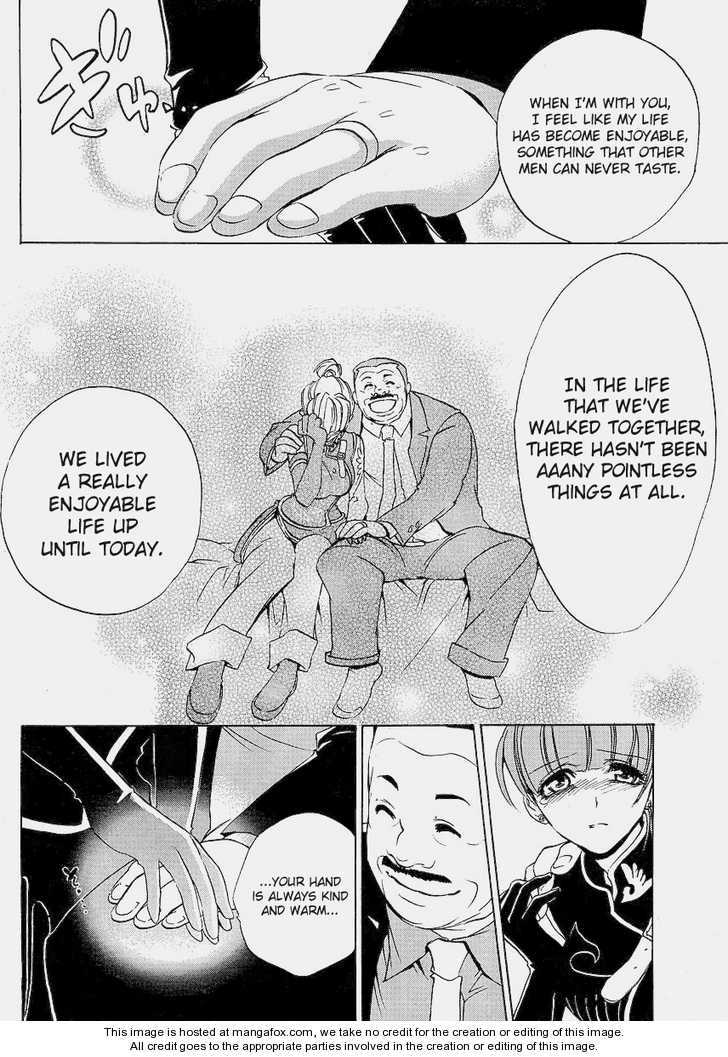 ぎゅ...
WHEN I'M WITH YOU,
I FEEL LIKE MY LIFE
HAS BECOME ENJOYABLE,
SOMETHING THAT OTHER
MEN CAN NEVER TASTE.
IN THE LIFE
THAT WE'VE
WALKED TOGETHER,
THERE HASN'T BEEN
AAANY POINTLESS
THINGS AT ALL.
WE LIVED
A REALLY
ENJOYABLE
LIFE UP
UNTIL TODAY.
...YOUR HAND
IS ALWAYS KIND
AND WARM...
This image is hosted at mangafox.com, we take no credit for the creation or editing of this image.
All credit goes to the appropriate parties involved in the creation or editing of this image.